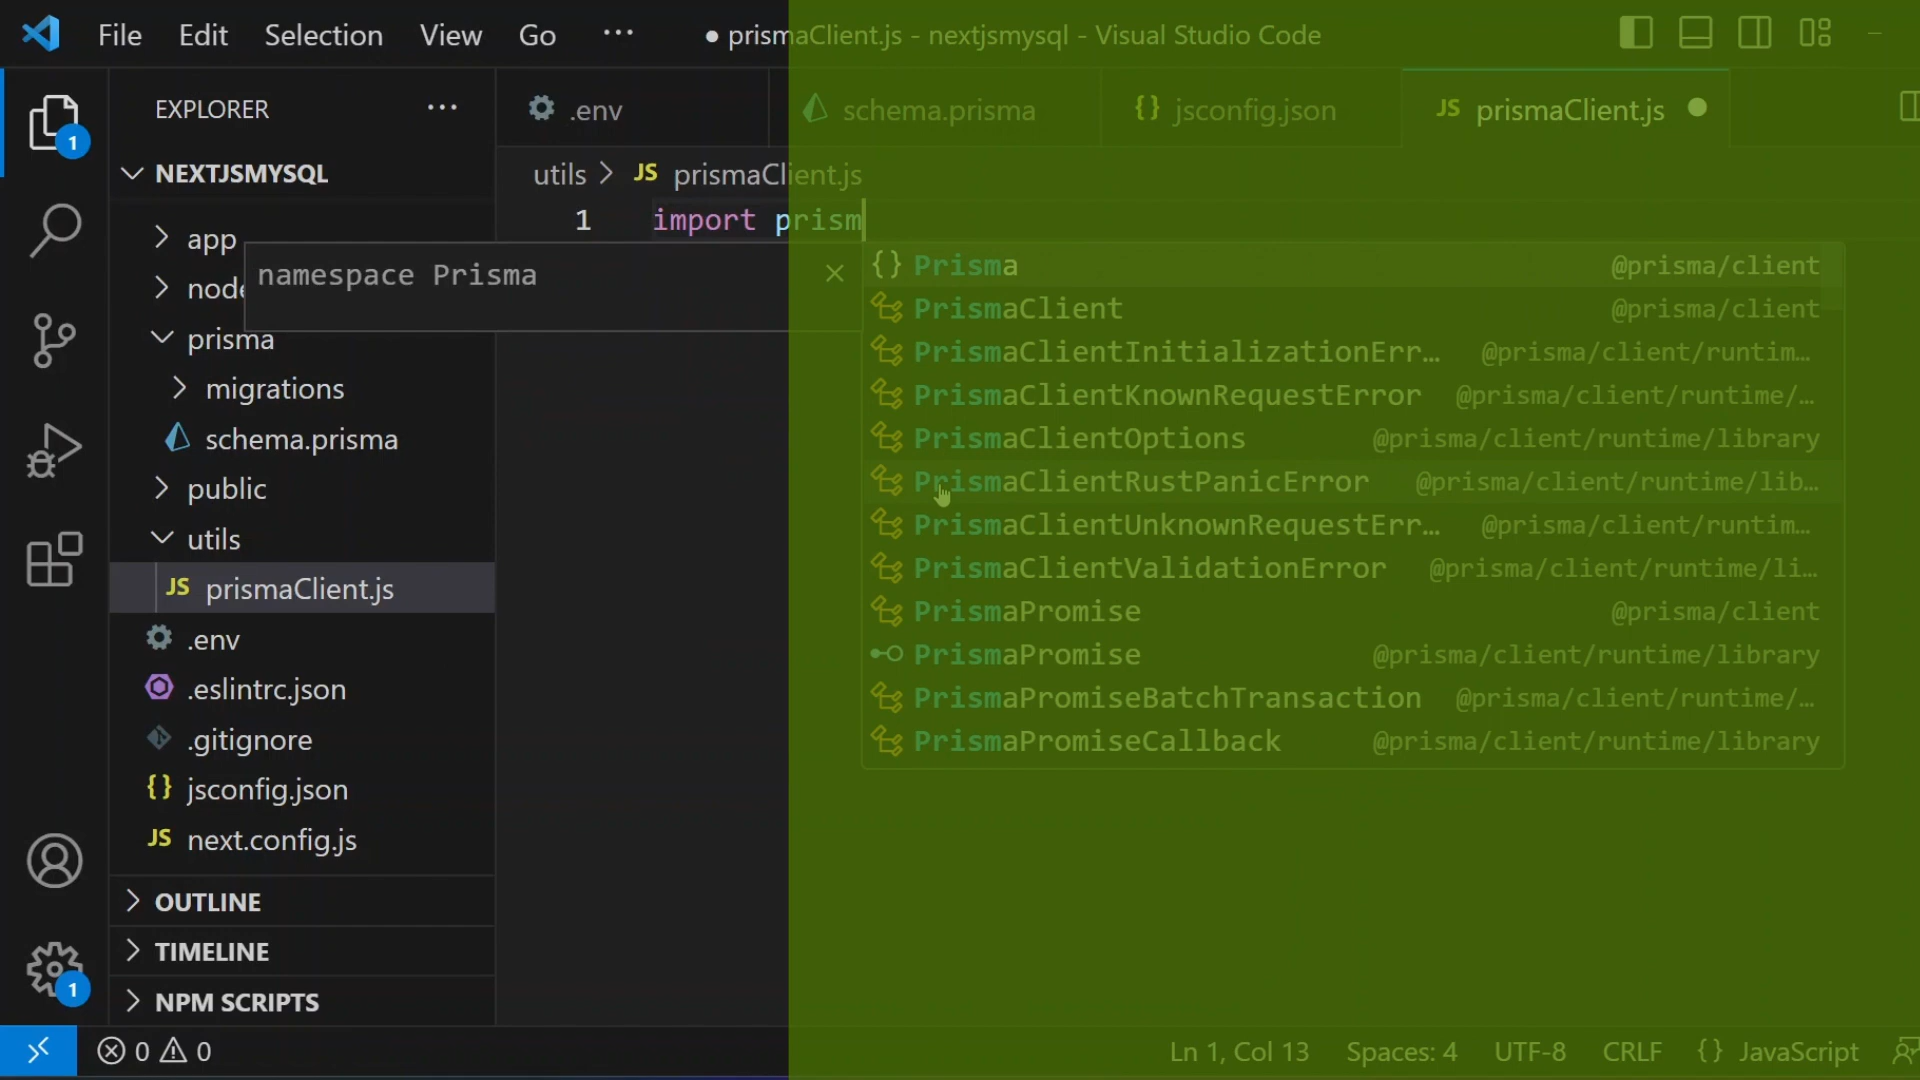 File Edit Selection View Go ··· ● prismaClient.js - nextjsmysql - Visual Studio Code
EXPLORER ···
.env
schema.prisma
{} jsconfig.json
JS prismaClient.js ●
1
NEXTJSMYSQL
utils > JS prismaClient.js
1 import prism
app
node
namespace Prisma
prisma
migrations
schema.prisma
public
utils
JS prismaClient.js
.env
.eslintrc.json
.gitignore
{} jsconfig.json
JS next.config.js
OUTLINE
TIMELINE
NPM SCRIPTS
1
{} Prisma @prisma/client
PrismaClient @prisma/client
PrismaClientInitializationErr… @prisma/client/runtim…
PrismaClientKnownRequestError @prisma/client/runtime/…
PrismaClientOptions @prisma/client/runtime/library
PrismaClientRustPanicError @prisma/client/runtime/lib…
PrismaClientUnknownRequestErr… @prisma/client/runtim…
PrismaClientValidationError @prisma/client/runtime/li…
PrismaPromise @prisma/client
PrismaPromise @prisma/client/runtime/library
PrismaPromiseBatchTransaction @prisma/client/runtime/…
PrismaPromiseCallback @prisma/client/runtime/library
0 0 Ln 1, Col 13 Spaces: 4 UTF-8 CRLF {} JavaScript